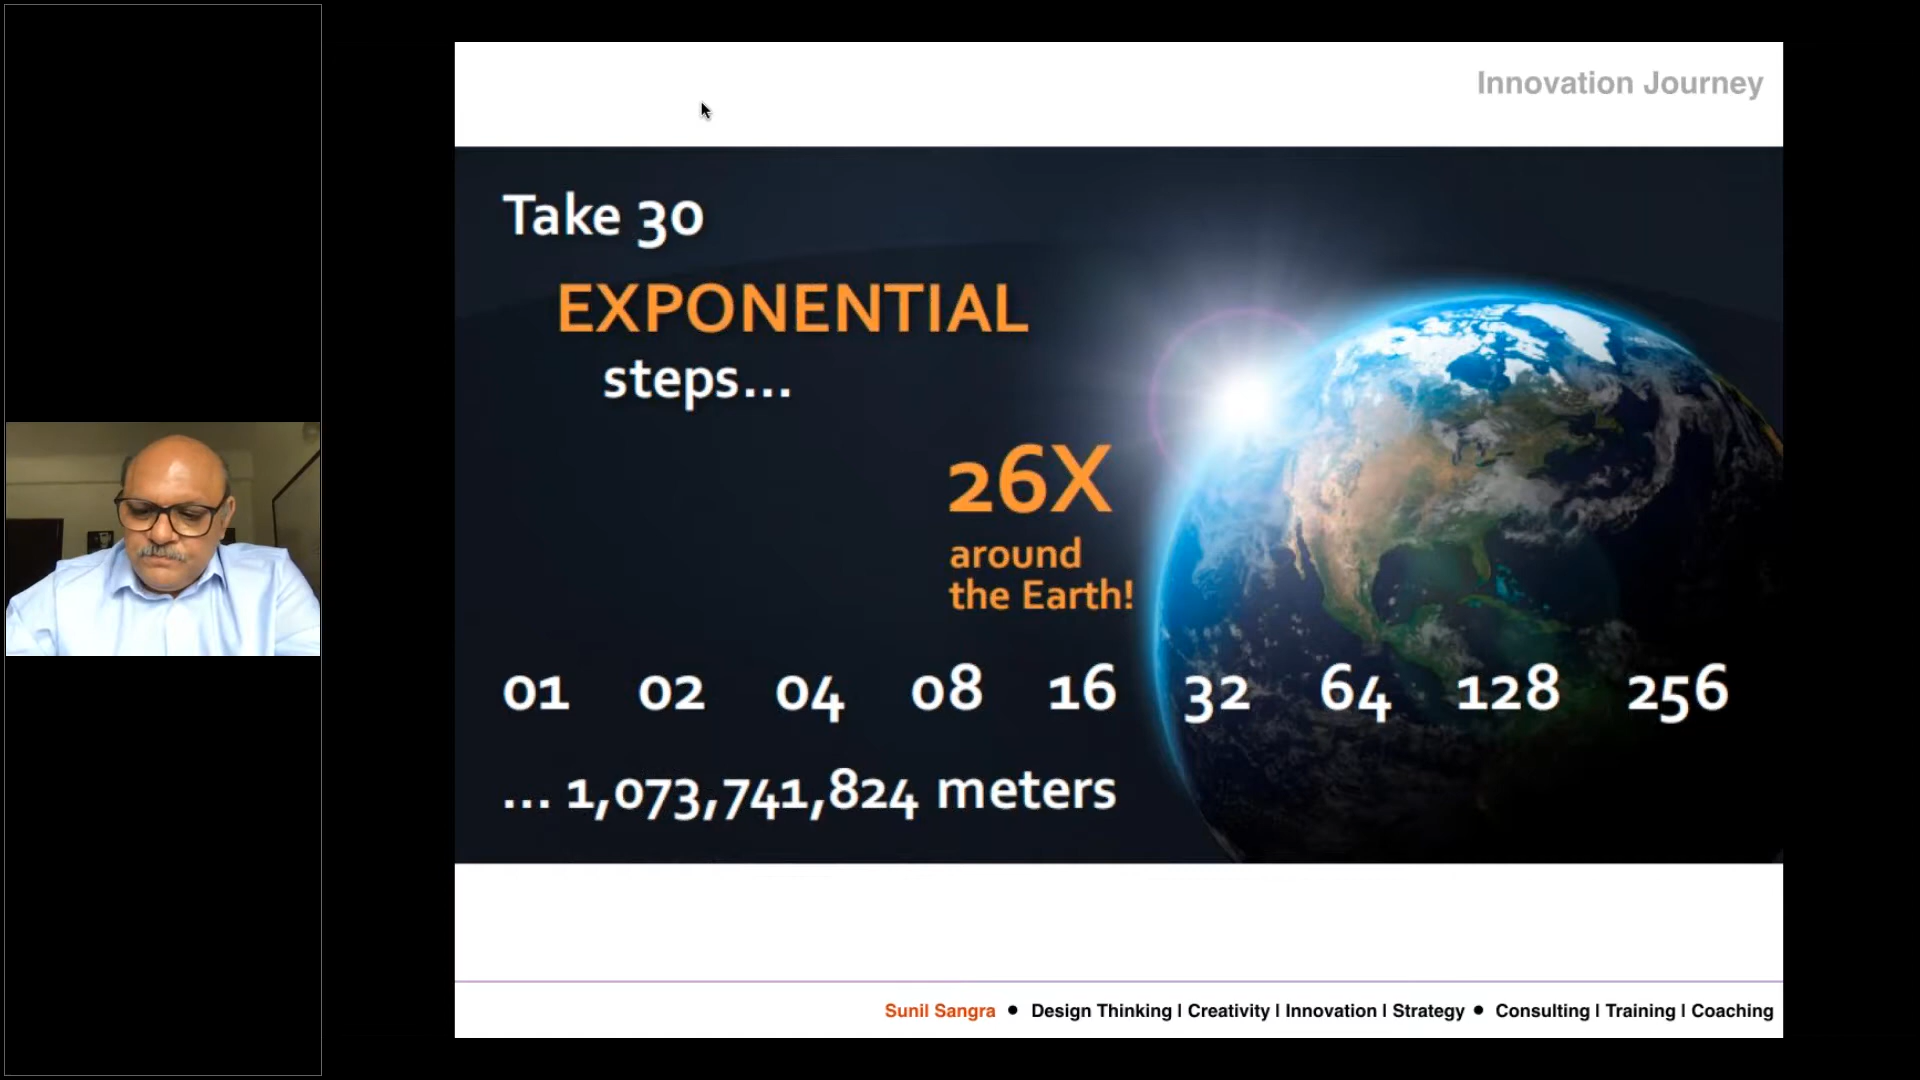 Innovation Journey
Take 30
EXPONENTIAL
steps...
26X
around
the Earth!
01 02 04 08 16 32 64 128 256
... 1,073,741,824 meters
Sunil Sangra • Design Thinking | Creativity | Innovation | Strategy • Consulting | Training | Coaching